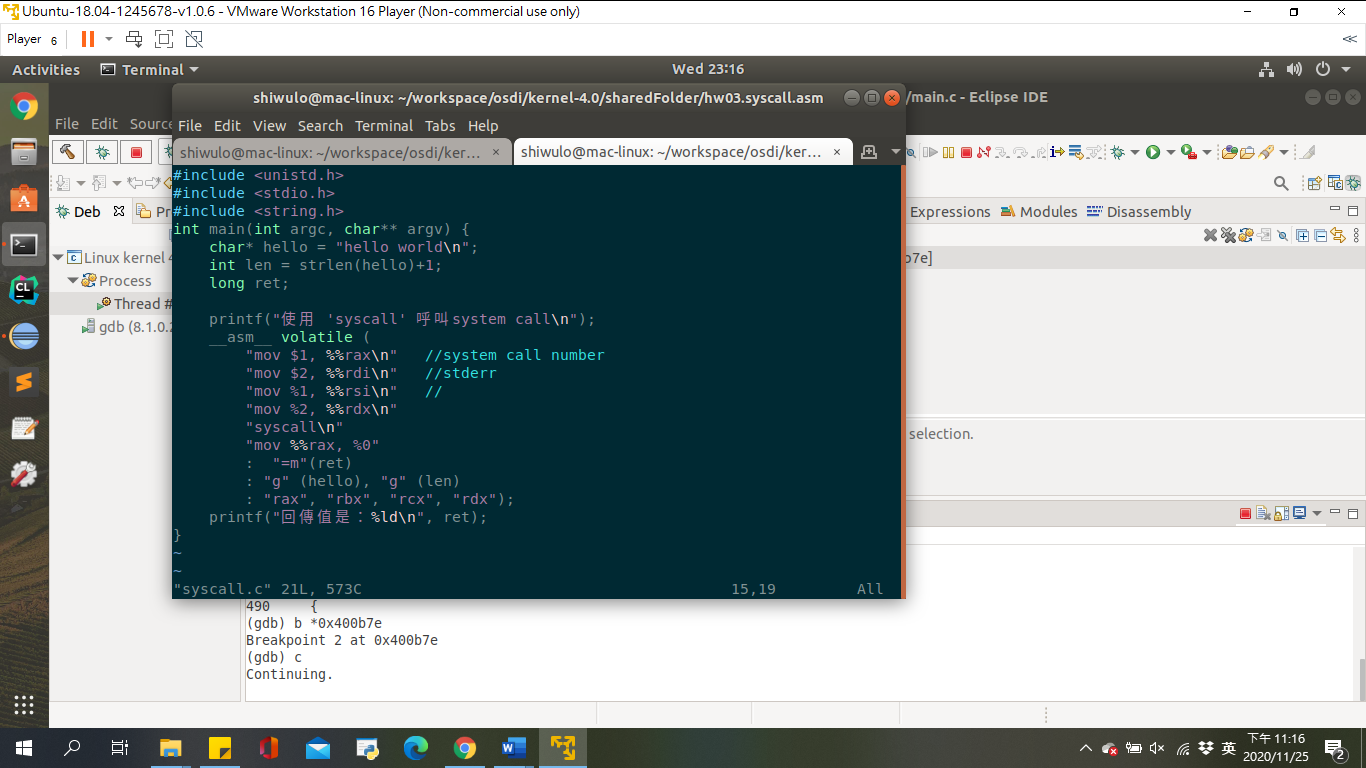 Ubuntu-18.04-1245678-v1.0.6 - VMware Workstation 16 Player (Non-commercial use only)
Player 6
Activities Terminal Wed 23:16
shiwulo@mac-linux: ~/workspace/osdi/kernel-4.0/sharedFolder/hw03.syscall.asm
/main.c - Eclipse IDE
File Edit Source
File Edit View Search Terminal Tabs Help
shiwulo@mac-linux: ~/workspace/osdi/ker... × shiwulo@mac-linux: ~/workspace/osdi/ker... ×
Deb
Expressions Modules Disassembly
Linux kernel 4
b7e]
Process
Thread #
gdb (8.1.0.2
#include <unistd.h>
#include <stdio.h>
#include <string.h>
int main(int argc, char** argv) {
    char* hello = "hello world\n";
    int len = strlen(hello)+1;
    long ret;
    printf("使用 'syscall' 呼叫system call\n");
    __asm__ volatile (
        "mov $1, %%rax\n"   //system call number
        "mov $2, %%rdi\n"   //stderr
        "mov %1, %%rsi\n"   //
        "mov %2, %%rdx\n"
        "syscall\n"
        "mov %%rax, %0"
        :  "=m"(ret)
        : "g" (hello), "g" (len)
        : "rax", "rbx", "rcx", "rdx");
    printf("回傳值是：%ld\n", ret);
}
~
~
"syscall.c" 21L, 573C 15,19 All
selection.
490     {
(gdb) b *0x400b7e
Breakpoint 2 at 0x400b7e
(gdb) c
Continuing.
英
下午 11:16
2020/11/25
2